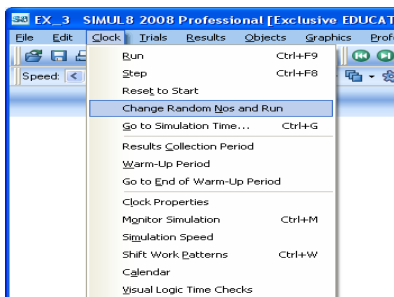 S8 EX_3 SIMUL8 2008 Professional [Exclusive EDUCAT
File Edit Clock Trials Results Objects Graphics Prof
Speed: <
Run Ctrl+F9
Step Ctrl+F8
Reset to Start
Change Random Nos and Run
Go to Simulation Time... Ctrl+G
Results Collection Period
Warm-Up Period
Go to End of Warm-Up Period
Clock Properties
Monitor Simulation Ctrl+M
Simulation Speed
Shift Work Patterns Ctrl+W
Calendar
Visual Logic Time Checks